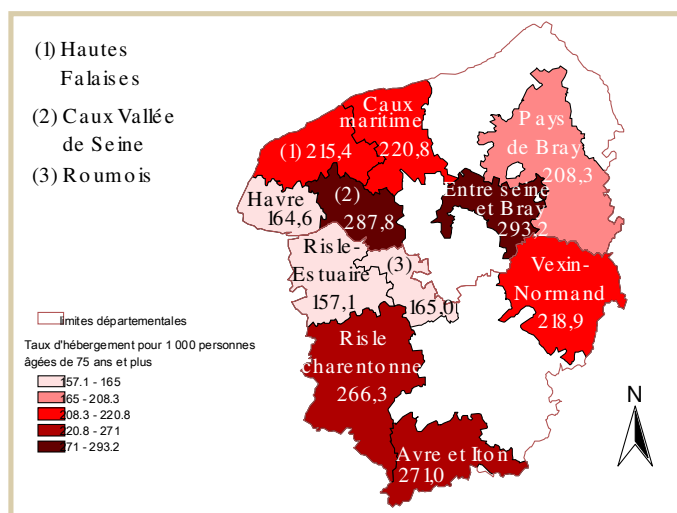 (1) Hautes
Falaises
(2) Caux Vallée
de Seine
(3) Roumois
Caux
maritime
220,8
(1) 215,4
Pays
de Bray
208,3
Havre
164,6
(2)
287,8
Entre seine
et Bray
293,2
Risle-
Estuaire
157,1
(3)
165,0
Vexin-
Normand
218,9
Risle
charentonne
266,3
Avre et Iton
271,0
limites départementales
Taux d'hébergement pour 1 000 personnes
âgées de 75 ans et plus
157.1 - 165
165 - 208.3
208.3 - 220.8
220.8 - 271
271 - 293.2
N